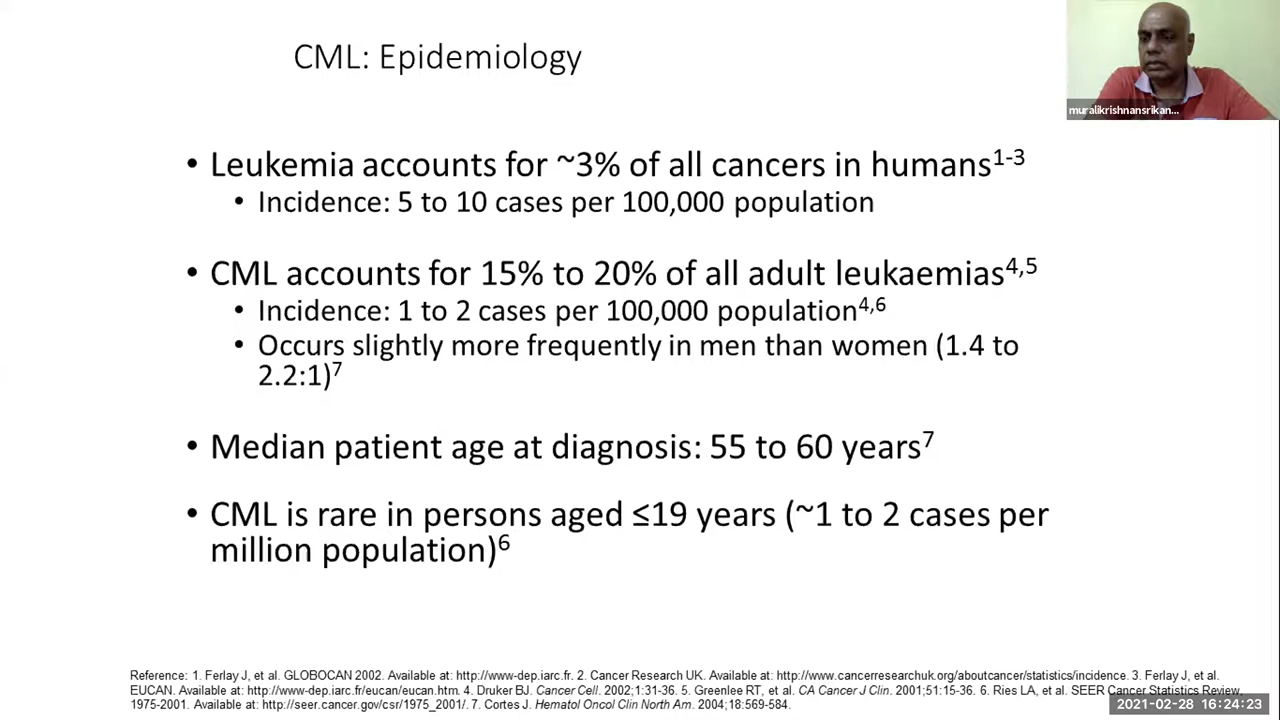 CML: Epidemiology
muralikrishnansrikan...
• Leukemia accounts for ~3% of all cancers in humans1-3
• Incidence: 5 to 10 cases per 100,000 population
• CML accounts for 15% to 20% of all adult leukaemias4,5
• Incidence: 1 to 2 cases per 100,000 population4,6
• Occurs slightly more frequently in men than women (1.4 to
2.2:1)7
• Median patient age at diagnosis: 55 to 60 years7
• CML is rare in persons aged ≤19 years (~1 to 2 cases per
million population)6
Reference: 1. Ferlay J, et al. GLOBOCAN 2002. Available at: http://www-dep.iarc.fr. 2. Cancer Research UK. Available at: http://www.cancerresearchuk.org/aboutcancer/statistics/incidence. 3. Ferlay J, et al.
EUCAN. Available at: http://www-dep.iarc.fr/eucan/eucan.htm. 4. Druker BJ. Cancer Cell. 2002;1:31-36. 5. Greenlee RT, et al. CA Cancer J Clin. 2001;51:15-36. 6. Ries LA, et al. SEER Cancer Statistics Review,
1975-2001. Available at: http://seer.cancer.gov/csr/1975_2001/. 7. Cortes J. Hematol Oncol Clin North Am. 2004;18:569-584.
2021-02-28 16:24:23